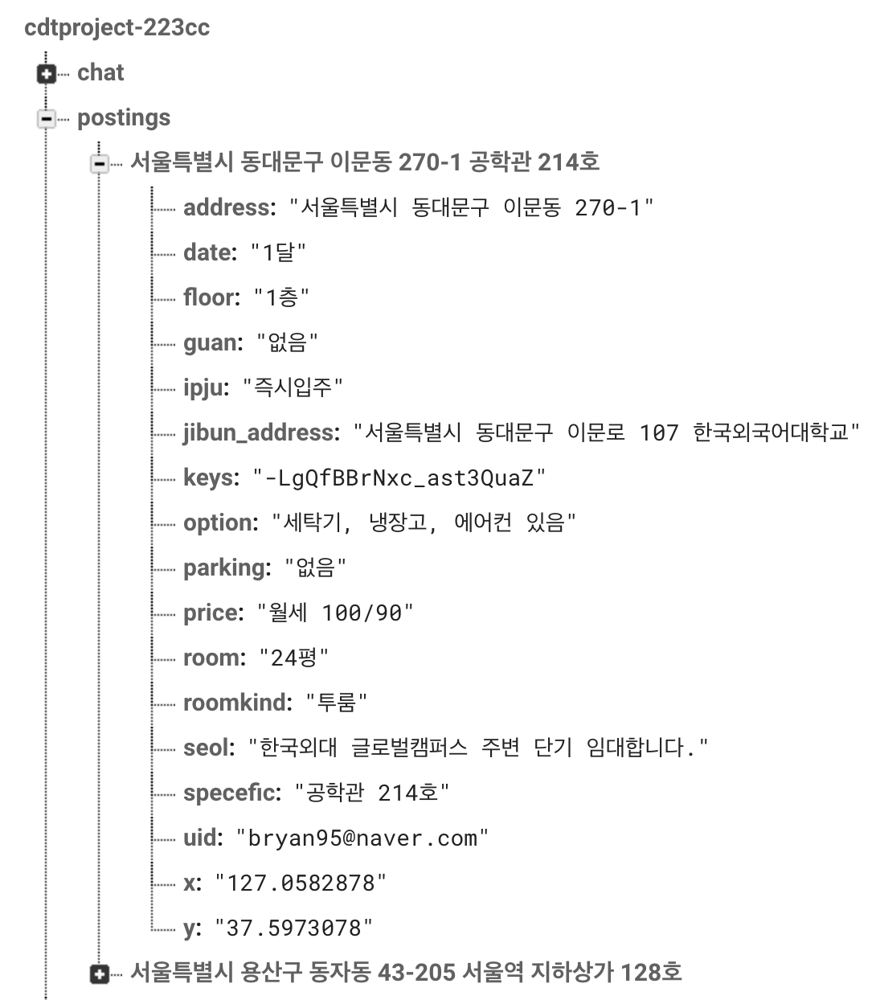 cdtproject-223cc
chat
postings
서울특별시 동대문구 이문동 270-1 공학관 214호
address: "서울특별시 동대문구 이문동 270-1"
date: "1달"
floor: "1층"
guan: "없음"
ipju: "즉시입주"
jibun_address: "서울특별시 동대문구 이문로 107 한국외국어대학교"
keys: "-LgQfBBrNxc_ast3QuaZ"
option: "세탁기, 냉장고, 에어컨 있음"
parking: "없음"
price: "월세 100/90"
room: "24평"
roomkind: "투룸"
seol: "한국외대 글로벌캠퍼스 주변 단기 임대합니다."
specefic: "공학관 214호"
uid: "bryan95@naver.com"
x: "127.0582878"
y: "37.5973078"
서울특별시 용산구 동자동 43-205 서울역 지하상가 128호